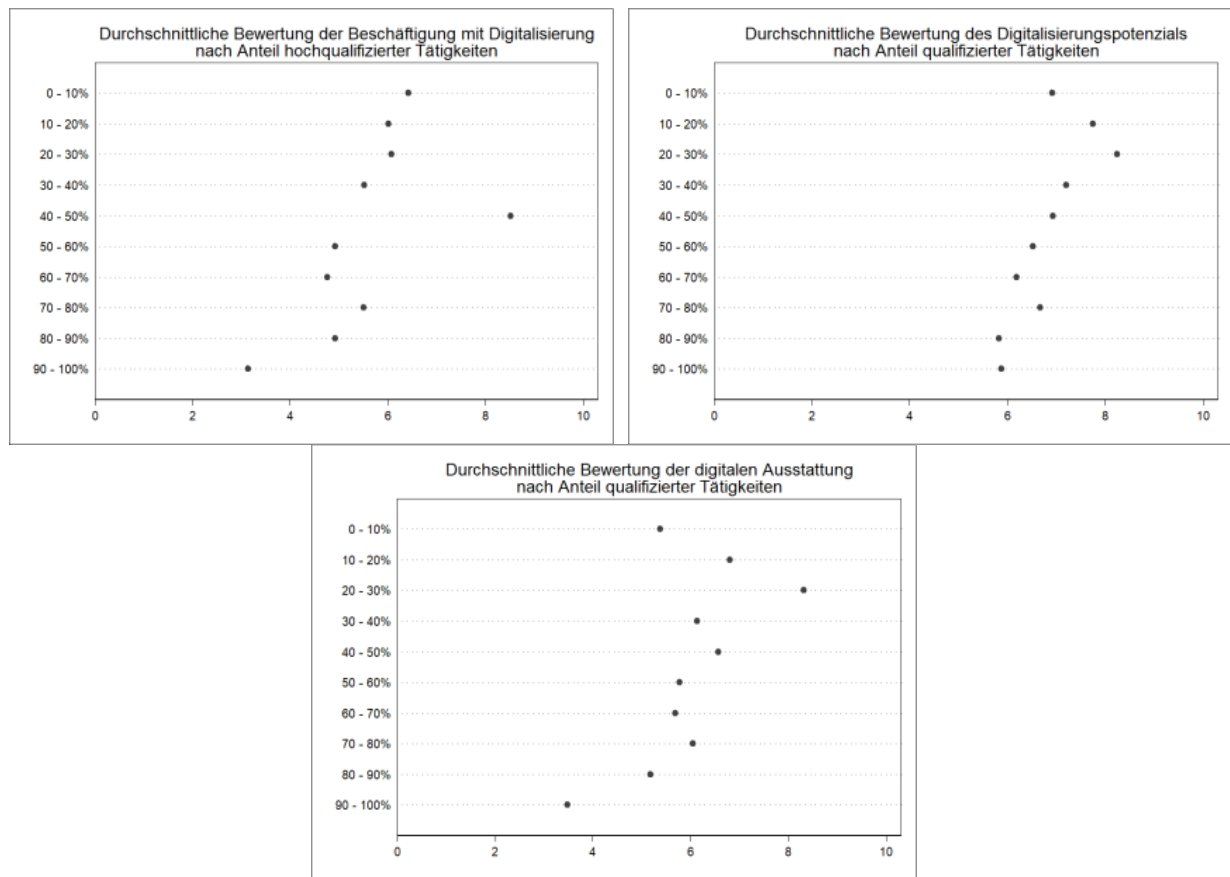 Durchschnittliche Bewertung der Beschäftigung mit Digitalisierung
nach Anteil hochqualifizierter Tätigkeiten
0 - 10%
10 - 20%
20 - 30%
30 - 40%
40 - 50%
50 - 60%
60 - 70%
70 - 80%
80 - 90%
90 - 100%
0 2 4 6 8 10
Durchschnittliche Bewertung des Digitalisierungspotenzials
nach Anteil qualifizierter Tätigkeiten
0 - 10%
10 - 20%
20 - 30%
30 - 40%
40 - 50%
50 - 60%
60 - 70%
70 - 80%
80 - 90%
90 - 100%
0 2 4 6 8 10
Durchschnittliche Bewertung der digitalen Ausstattung
nach Anteil qualifizierter Tätigkeiten
0 - 10%
10 - 20%
20 - 30%
30 - 40%
40 - 50%
50 - 60%
60 - 70%
70 - 80%
80 - 90%
90 - 100%
0 2 4 6 8 10